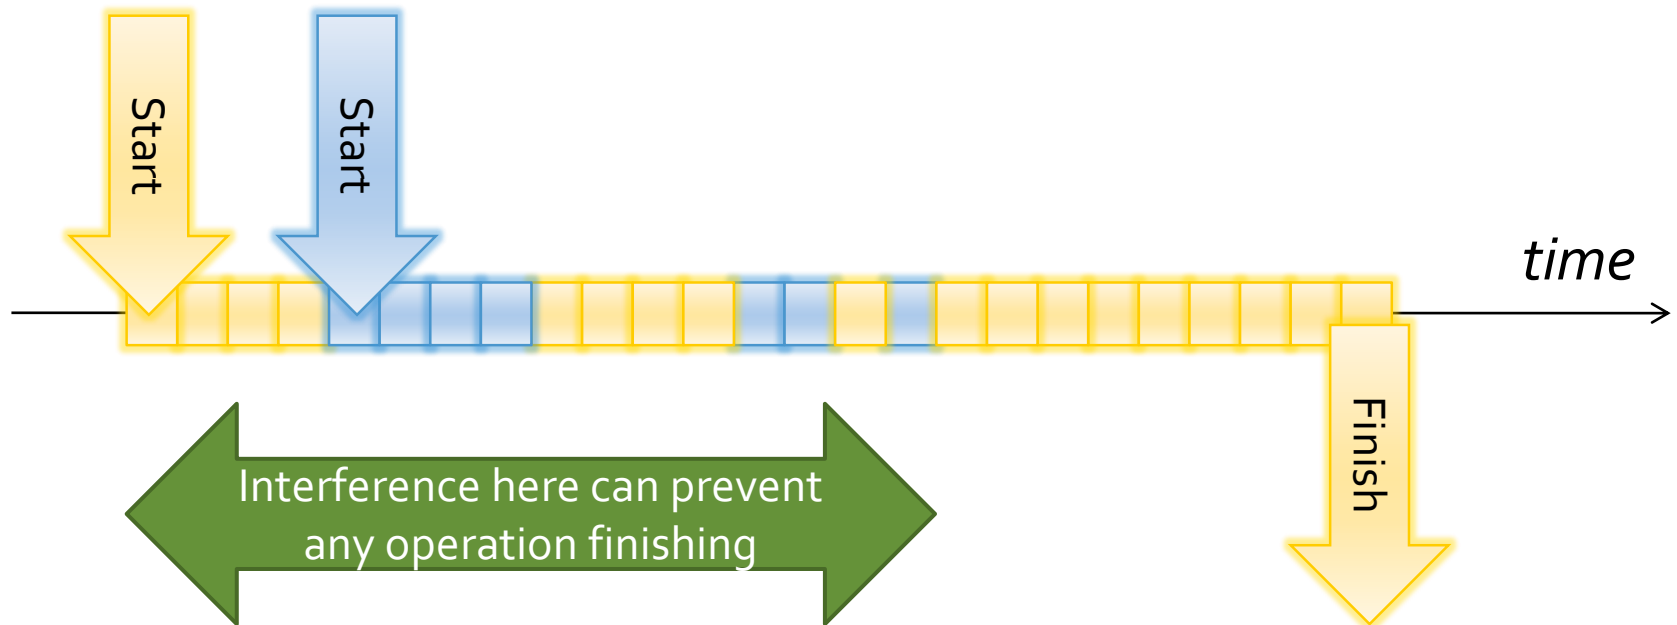 Start
Start
time
Interference here can prevent
any operation finishing
Finish